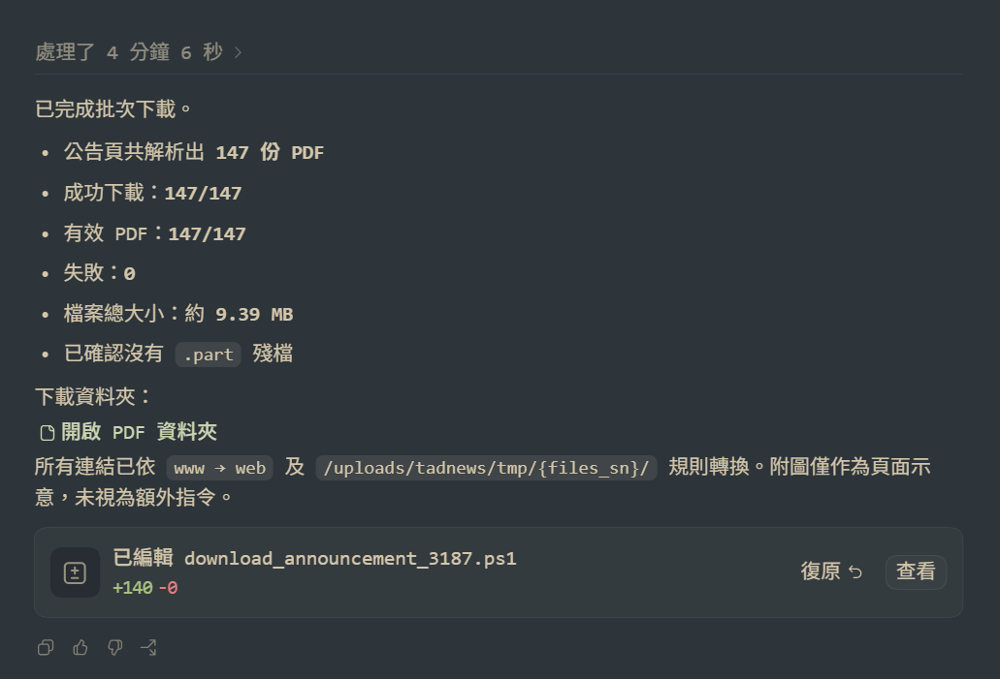 處理了 4 分鐘 6 秒 >
已完成批次下載。
• 公告頁共解析出 147 份 PDF
• 成功下載：147/147
• 有效 PDF：147/147
• 失敗：0
• 檔案總大小：約 9.39 MB
• 已確認沒有 .part 殘檔
下載資料夾：
開啟 PDF 資料夾
所有連結已依 www → web 及 /uploads/tadnews/tmp/{files_sn}/ 規則轉換。附圖僅作為頁面示
意，未視為額外指令。
已編輯 download_announcement_3187.ps1
+140 -0
復原
查看